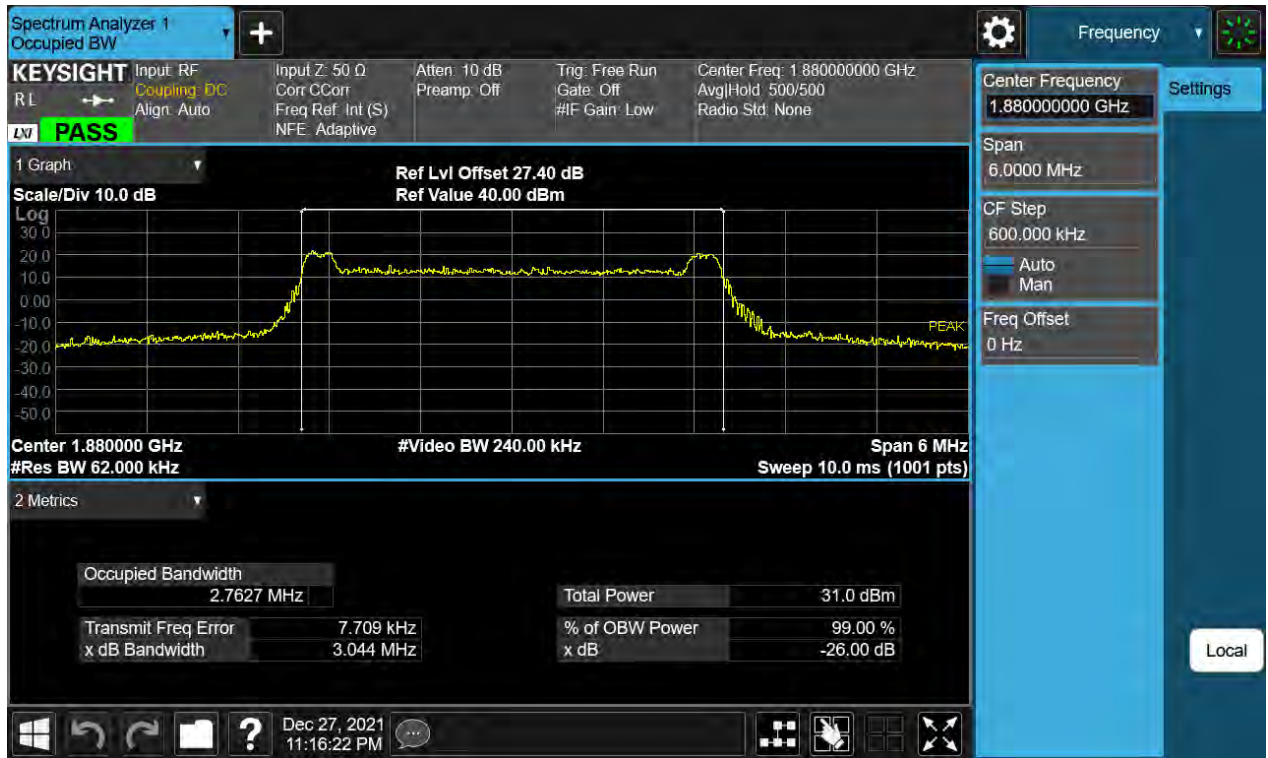 Spectrum Analyzer 1
Occupied BW
+
Frequency
KEYSIGHT
R L
LXI
PASS
Input: RF
Coupling: DC
Align: Auto
Input Z: 50 Ω
Corr CCorr
Freq Ref: Int (S)
NFE: Adaptive
Atten: 10 dB
Preamp: Off
Trig: Free Run
Gate: Off
#IF Gain: Low
Center Freq: 1.880000000 GHz
Avg|Hold: 500/500
Radio Std: None
Center Frequency
1.880000000 GHz
Settings
Span
6.0000 MHz
CF Step
600.000 kHz
Auto
Man
Freq Offset
0 Hz
Local
1 Graph
Scale/Div 10.0 dB
Ref Lvl Offset 27.40 dB
Ref Value 40.00 dBm
Log
30.0
20.0
10.0
0.00
-10.0
-20.0
-30.0
-40.0
-50.0
PEAK
Center 1.880000 GHz
#Video BW 240.00 kHz
Span 6 MHz
#Res BW 62.000 kHz
Sweep 10.0 ms (1001 pts)
2 Metrics
Occupied Bandwidth
2.7627 MHz
Total Power 31.0 dBm
Transmit Freq Error 7.709 kHz
% of OBW Power 99.00 %
x dB Bandwidth 3.044 MHz
x dB -26.00 dB
?
Dec 27, 2021
11:16:22 PM